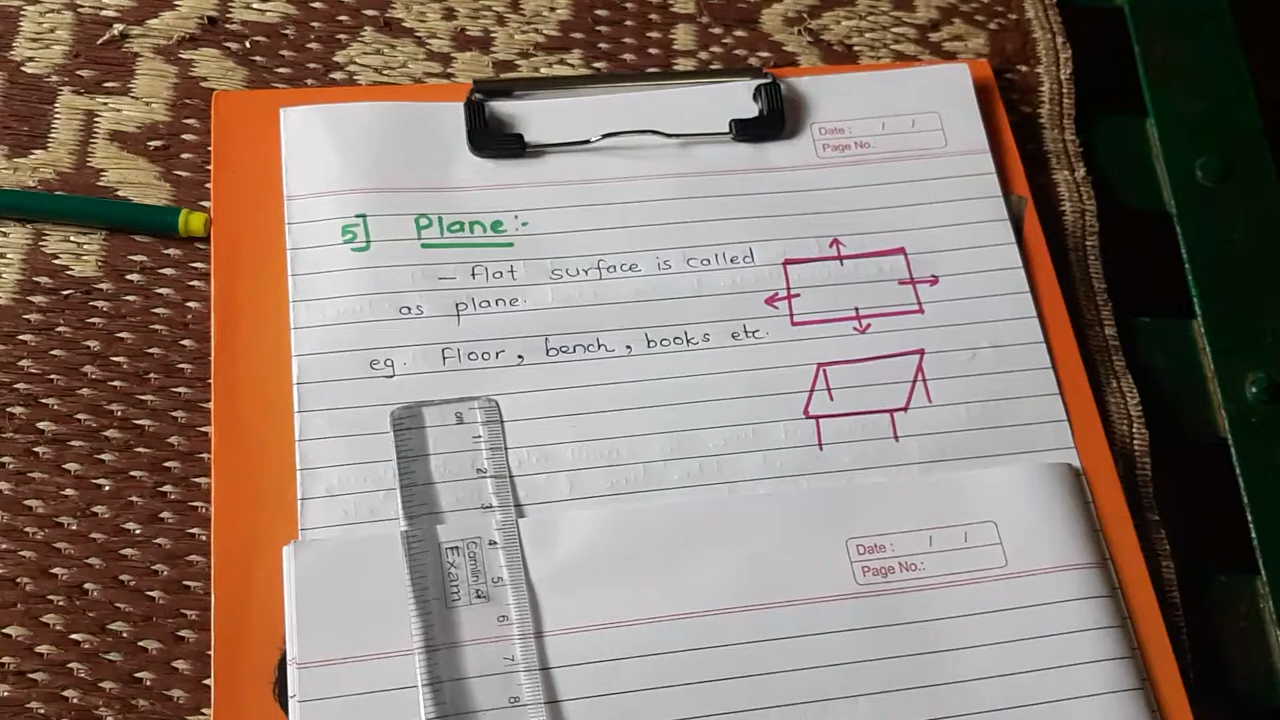 Date : / /
Page No.:
5] Plane:-
- flat surface is called
as plane.
eg. Floor, bench, books etc.
cm 1 2 3 4 5 6 7 8
Camlin
Exam
Date : / /
Page No.: